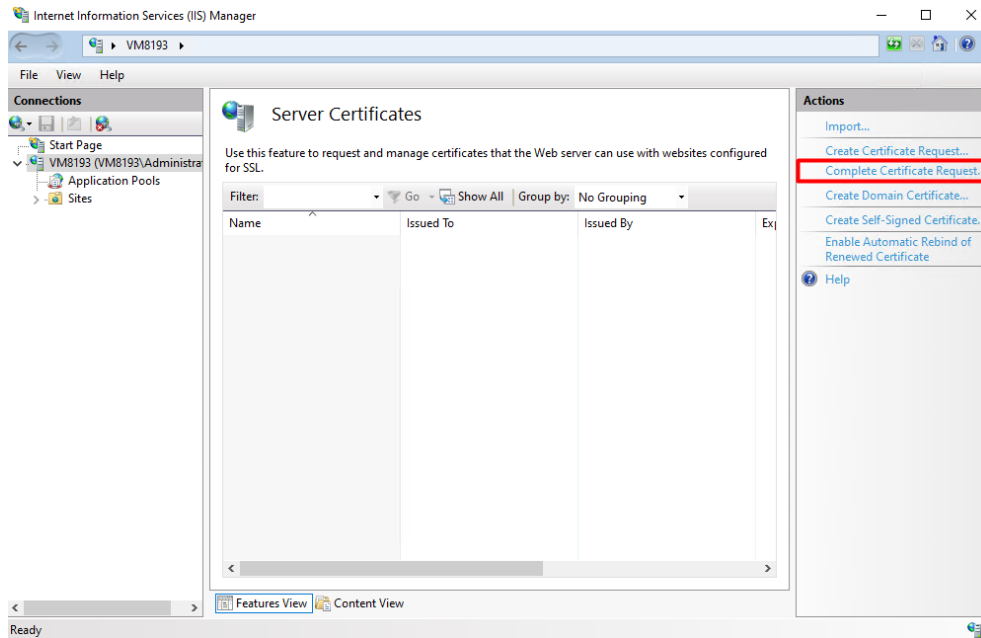 Internet Information Services (IIS) Manager
VM8193
File View Help
Connections
Start Page
VM8193 (VM8193\Administra
Application Pools
Sites
Server Certificates
Use this feature to request and manage certificates that the Web server can use with websites configured
for SSL.
Filter: Go Show All Group by: No Grouping
Name Issued To Issued By Exp
Features View Content View
Actions
Import...
Create Certificate Request...
Complete Certificate Request.
Create Domain Certificate...
Create Self-Signed Certificate.
Enable Automatic Rebind of
Renewed Certificate
Help
Ready